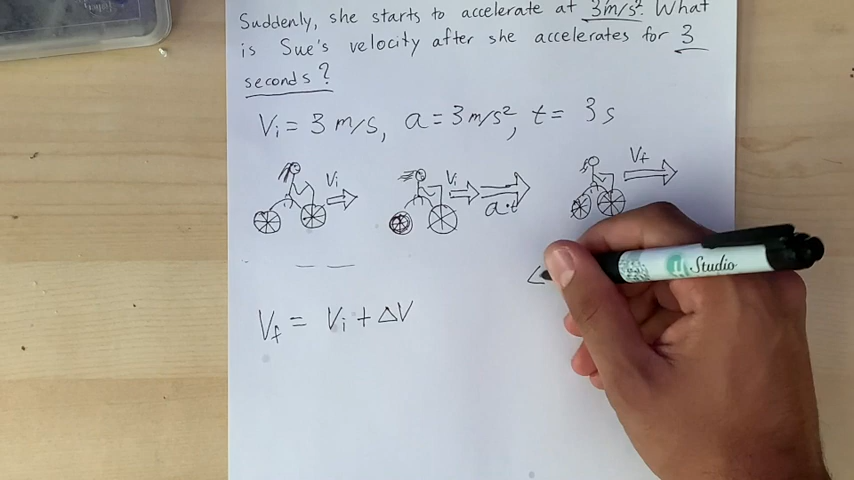 Suddenly, she starts to accelerate at 3m/s². What
is Sue's velocity after she accelerates for 3
seconds?
Vi = 3 m/s, a = 3 m/s², t = 3 s
Vi
Vi
a·t
Vf
Vf = Vi + ΔV
Studio